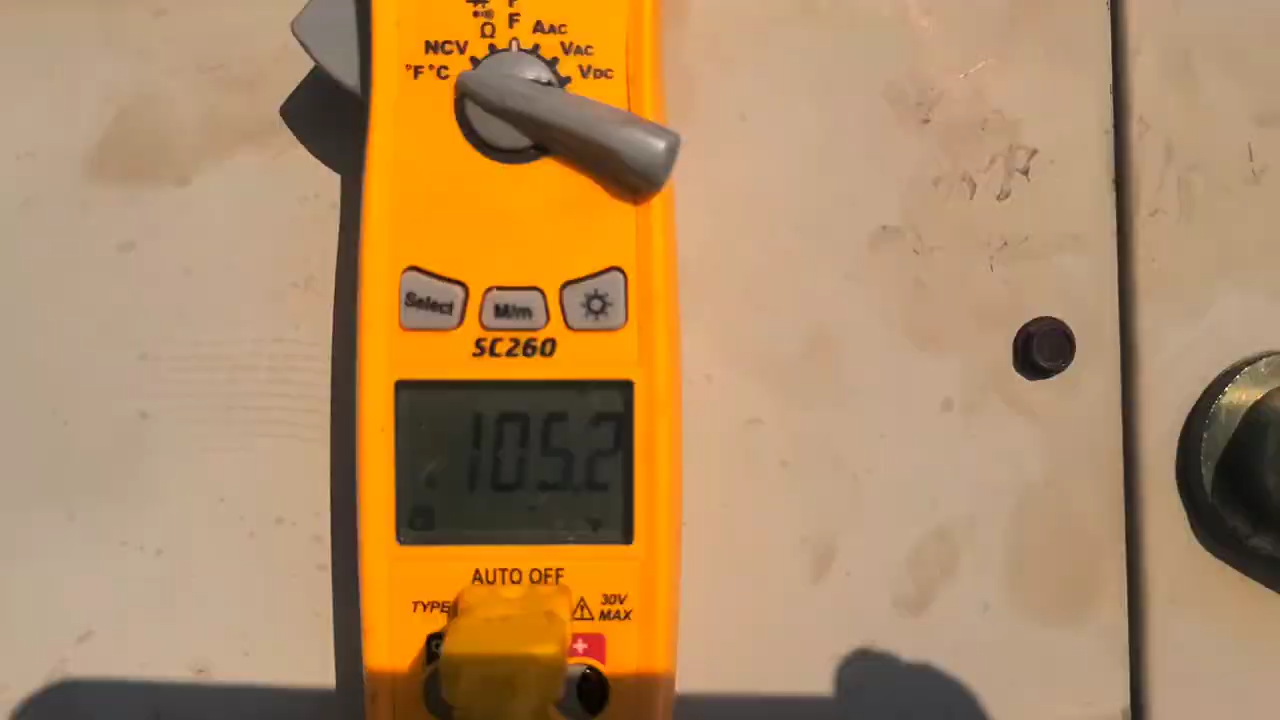 F
Ω AAC
NCV VAC
°F°C VDC
Select M/m
SC260
105.2
AUTO OFF
TYPE 30V
MAX
+